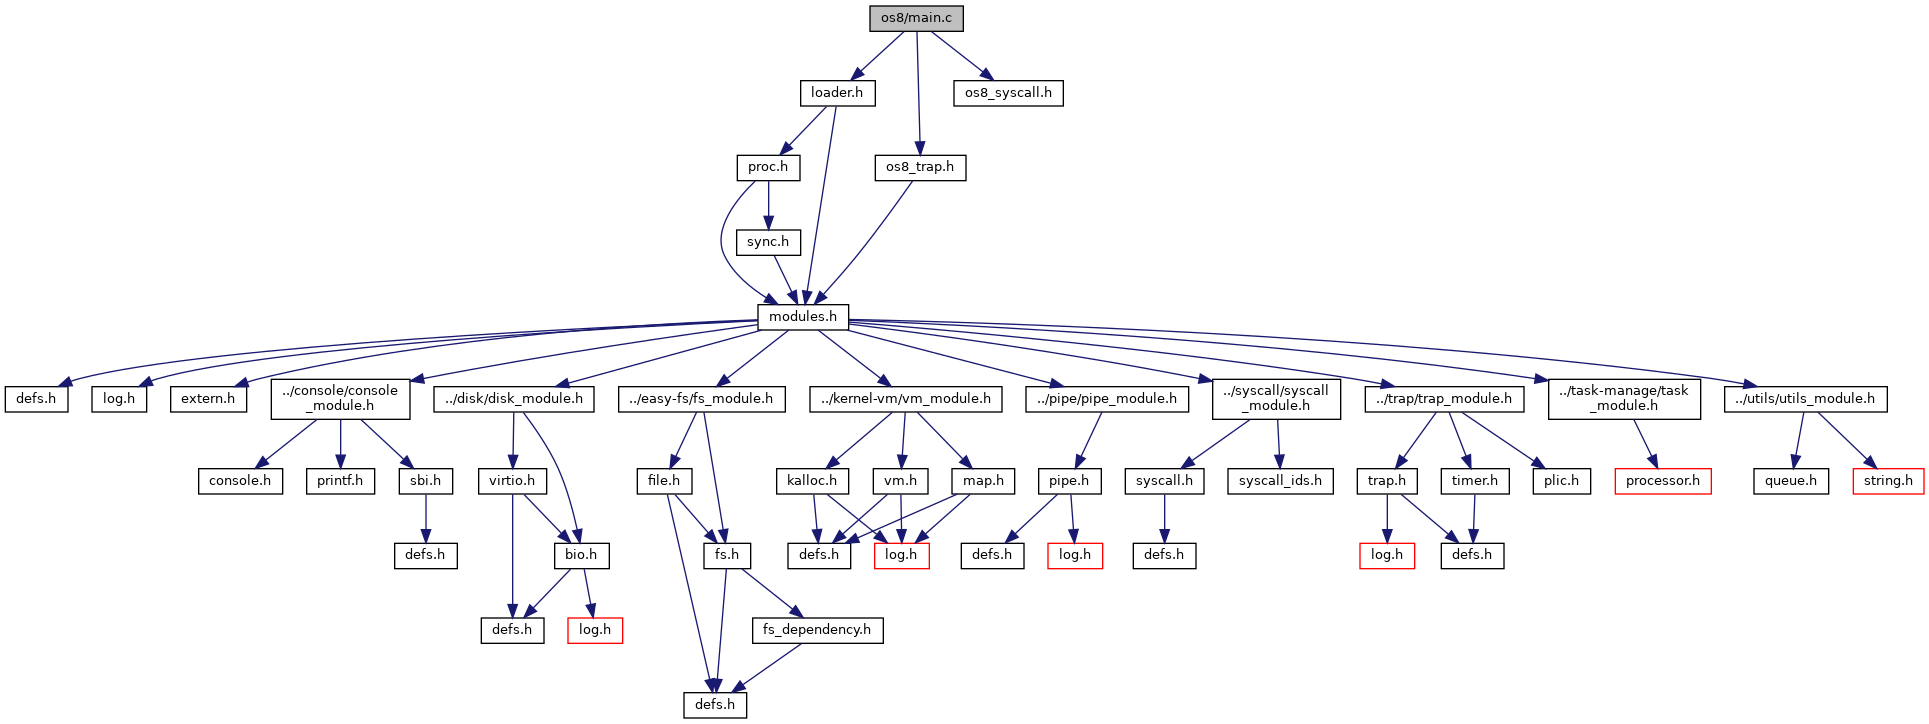 os8/main.c
loader.h
os8_syscall.h
proc.h
os8_trap.h
sync.h
modules.h
defs.h
log.h
extern.h
../console/console
_module.h
../disk/disk_module.h
../easy-fs/fs_module.h
../kernel-vm/vm_module.h
../pipe/pipe_module.h
../syscall/syscall
_module.h
../trap/trap_module.h
../task-manage/task
_module.h
../utils/utils_module.h
console.h
printf.h
sbi.h
virtio.h
file.h
kalloc.h
vm.h
map.h
pipe.h
syscall.h
syscall_ids.h
trap.h
timer.h
plic.h
processor.h
queue.h
string.h
defs.h
bio.h
fs.h
defs.h
log.h
defs.h
log.h
defs.h
log.h
defs.h
defs.h
log.h
fs_dependency.h
defs.h